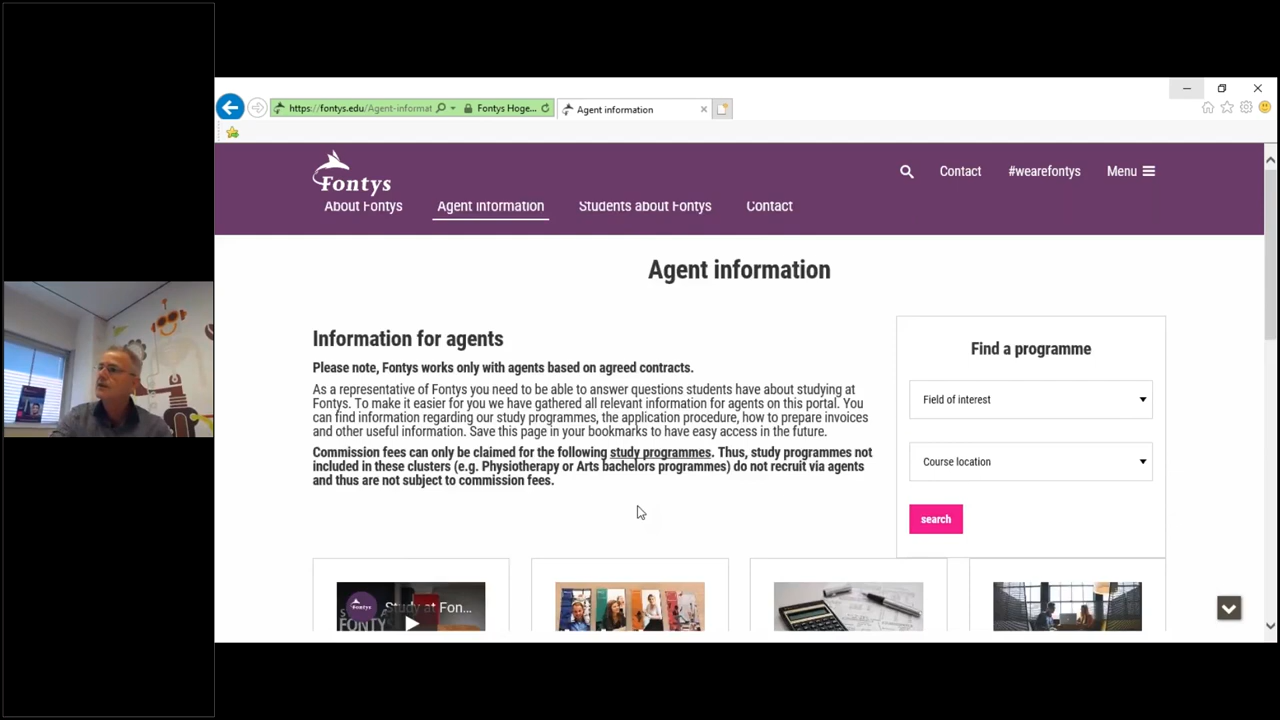 https://fontys.edu/Agent-informat
Fontys Hoge...
Agent information
Fontys
Contact
#wearefontys
Menu
About Fontys
Agent information
Students about Fontys
Contact
Agent information
Information for agents
Please note, Fontys works only with agents based on agreed contracts.
As a representative of Fontys you need to be able to answer questions students have about studying at
Fontys. To make it easier for you we have gathered all relevant information for agents on this portal. You
can find information regarding our study programmes, the application procedure, how to prepare invoices
and other useful information. Save this page in your bookmarks to have easy access in the future.
Commission fees can only be claimed for the following study programmes. Thus, study programmes not
included in these clusters (e.g. Physiotherapy or Arts bachelors programmes) do not recruit via agents
and thus are not subject to commission fees.
Find a programme
Field of interest
Course location
search
Fontys
Study at Fon...
FONTY